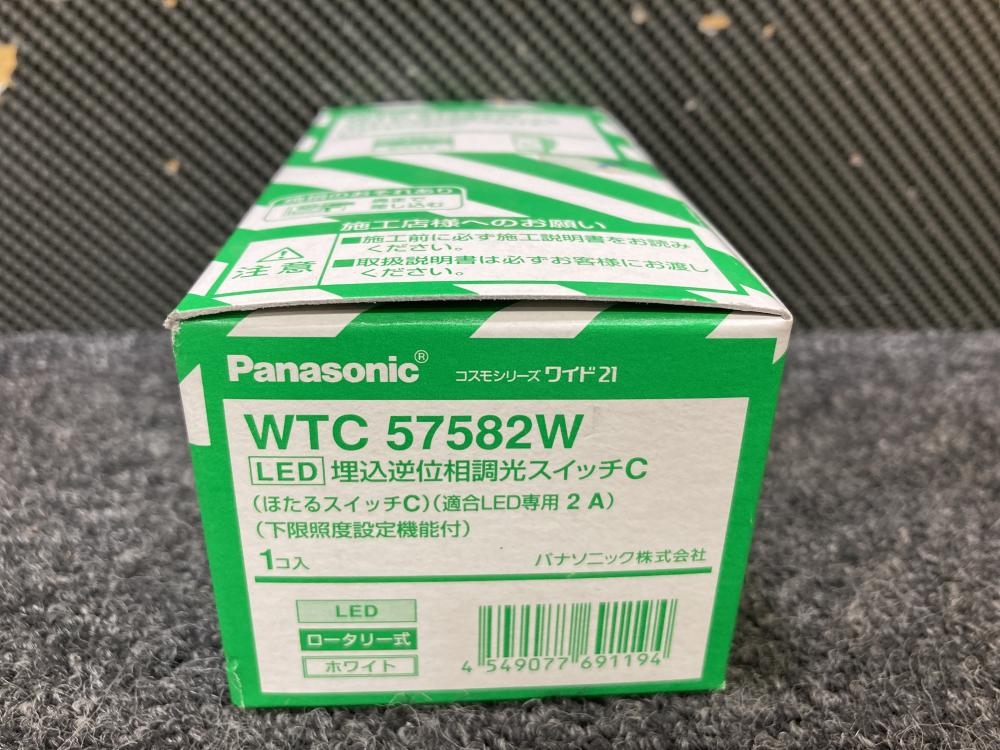 施工店様へのお願い
注意
■施工前に必ず施工説明書をお読み
ください。
■取扱説明書は必ずお客様にお渡し
ください。
Panasonic® コスモシリーズ ワイド21
WTC 57582W
LED 埋込逆位相調光スイッチC
(ほたるスイッチC)(適合LED専用 2 A)
(下限照度設定機能付)
1コ入 パナソニック株式会社
LED
ロータリー式
ホワイト
4 549077 691194